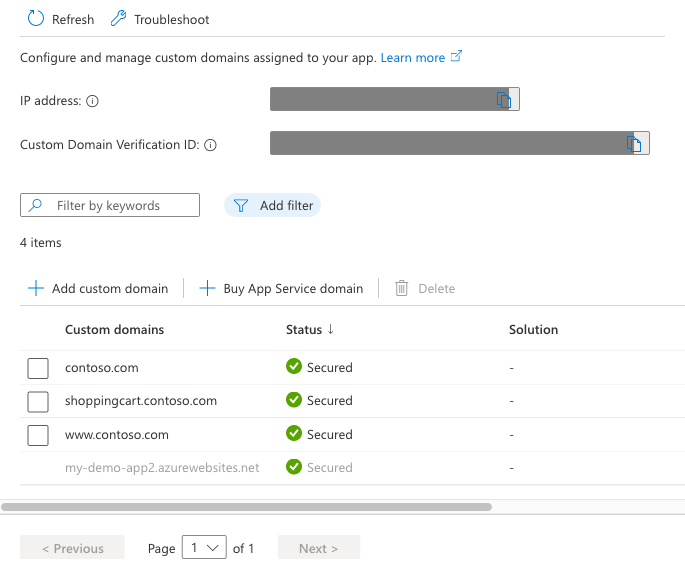 Refresh Troubleshoot
Configure and manage custom domains assigned to your app. Learn more
IP address:
Custom Domain Verification ID:
Filter by keywords Add filter
4 items
Add custom domain Buy App Service domain Delete
Custom domains Status ↓ Solution
contoso.com Secured -
shoppingcart.contoso.com Secured -
www.contoso.com Secured -
my-demo-app2.azurewebsites.net Secured -
< Previous Page 1 of 1 Next >